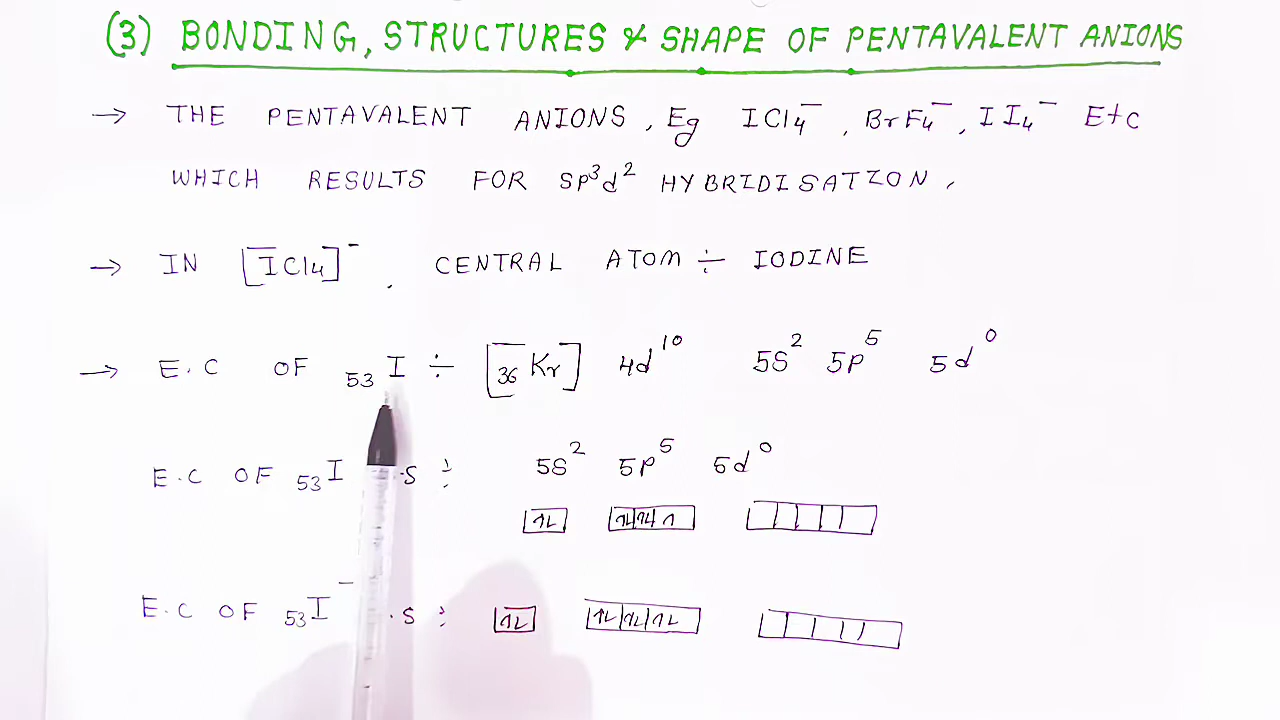 (3) BONDING, STRUCTURES & SHAPE OF PENTAVALENT ANIONS
→ THE PENTAVALENT ANIONS, Eg ICl₄⁻, BrF₄⁻, II₄⁻ Etc
WHICH RESULTS FOR SP³d² HYBRIDISATION,
→ IN [ICl₄]⁻, CENTRAL ATOM ÷ IODINE
→ E.C OF ₅₃I ÷ [₃₆Kr] 4d¹⁰ 5S² 5P⁵ 5d⁰
E.C OF ₅₃I .S ÷ 5S² 5P⁵ 5d⁰
E.C OF ₅₃I⁻ .S :